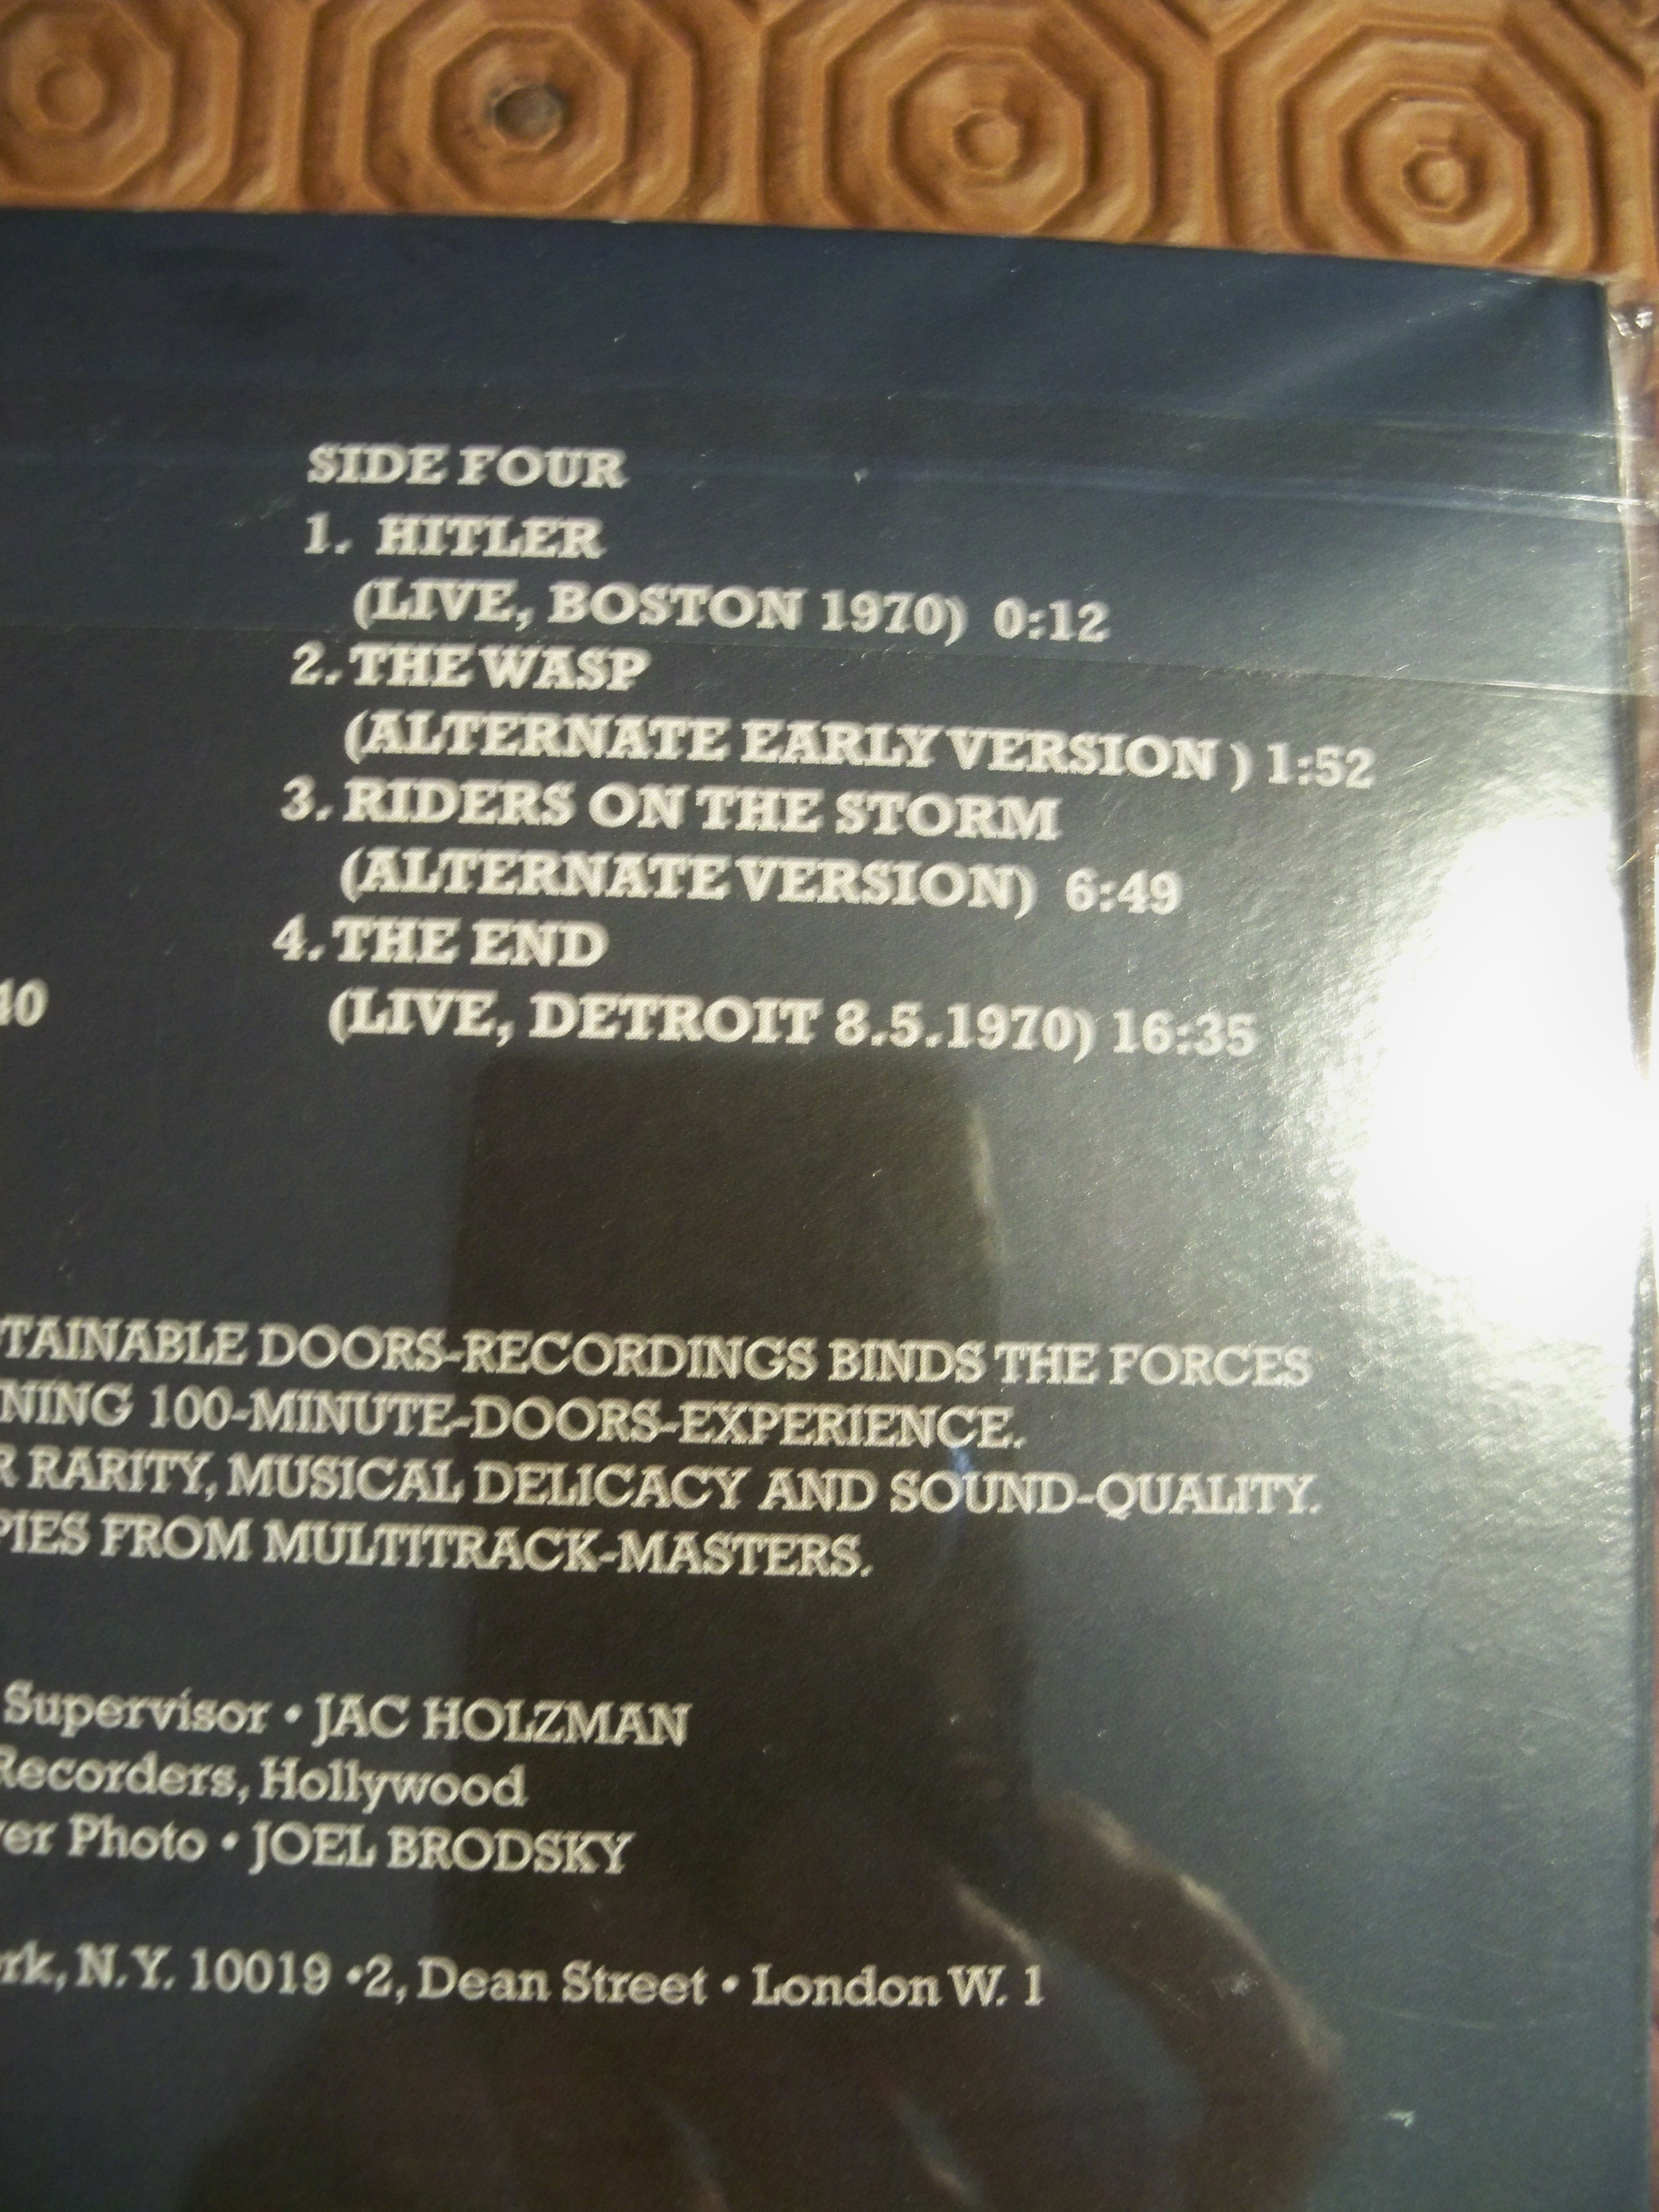 SIDE FOUR
1. HITLER
(LIVE, BOSTON 1970) 0:12
2. THE WASP
(ALTERNATE EARLY VERSION ) 1:52
3. RIDERS ON THE STORM
(ALTERNATE VERSION) 6:49
4. THE END
40
(LIVE, DETROIT 8.5.1970) 16:35
TAINABLE DOORS-RECORDINGS BINDS THE FORCES
NING 100-MINUTE-DOORS-EXPERIENCE.
R RARITY, MUSICAL DELICACY AND SOUND-QUALITY.
PIES FROM MULTITRACK-MASTERS.
Supervisor • JAC HOLZMAN
Recorders, Hollywood
er Photo • JOEL BRODSKY
rk, N.Y. 10019 •2, Dean Street • London W. 1